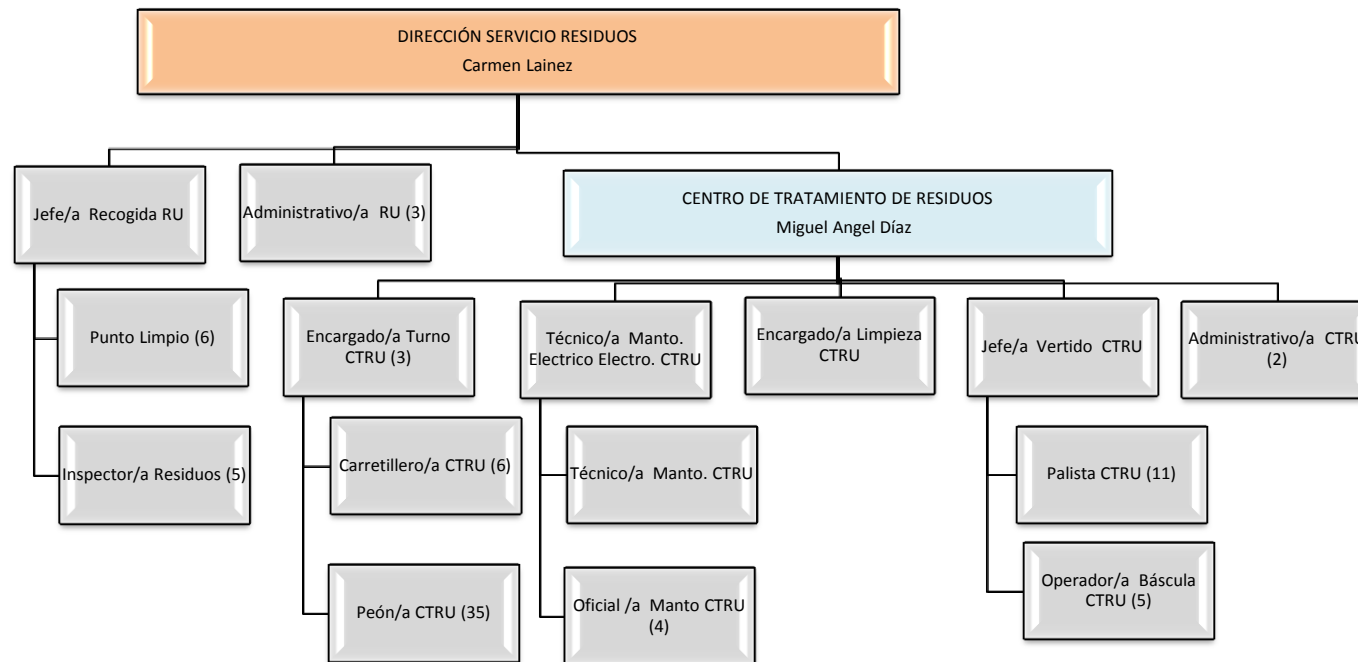 DIRECCIÓN SERVICIO RESIDUOS
Carmen Lainez
Jefe/a Recogida RU
Administrativo/a RU (3)
CENTRO DE TRATAMIENTO DE RESIDUOS
Miguel Angel Díaz
Punto Limpio (6)
Inspector/a Residuos (5)
Encargado/a Turno
CTRU (3)
Carretillero/a CTRU (6)
Peón/a CTRU (35)
Técnico/a Manto.
Electrico Electro. CTRU
Técnico/a Manto. CTRU
Oficial /a Manto CTRU
(4)
Encargado/a Limpieza
CTRU
Jefe/a Vertido CTRU
Palista CTRU (11)
Operador/a Báscula
CTRU (5)
Administrativo/a CTRU
(2)